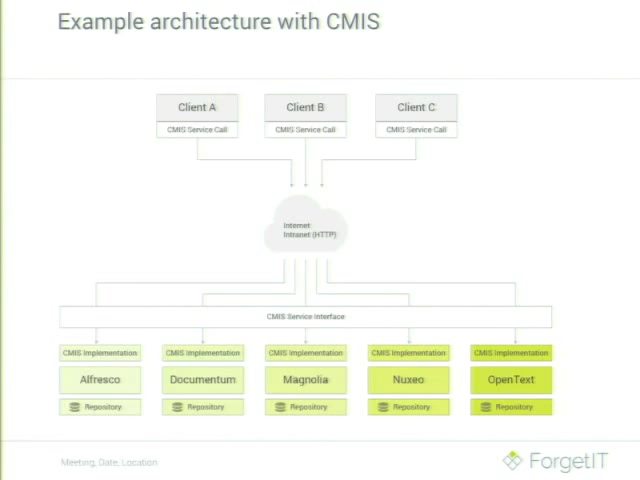 Example architecture with CMIS
Client A
Client B
Client C
CMIS Service Call
CMIS Service Call
CMIS Service Call
Internet
Intranet (HTTP)
CMIS Service Interface
CMIS Implementation
CMIS Implementation
CMIS Implementation
CMIS Implementation
CMIS Implementation
Alfresco
Documentum
Magnolia
Nuxeo
OpenText
Repository
Repository
Repository
Repository
Repository
Meeting, Date, Location
ForgetIT